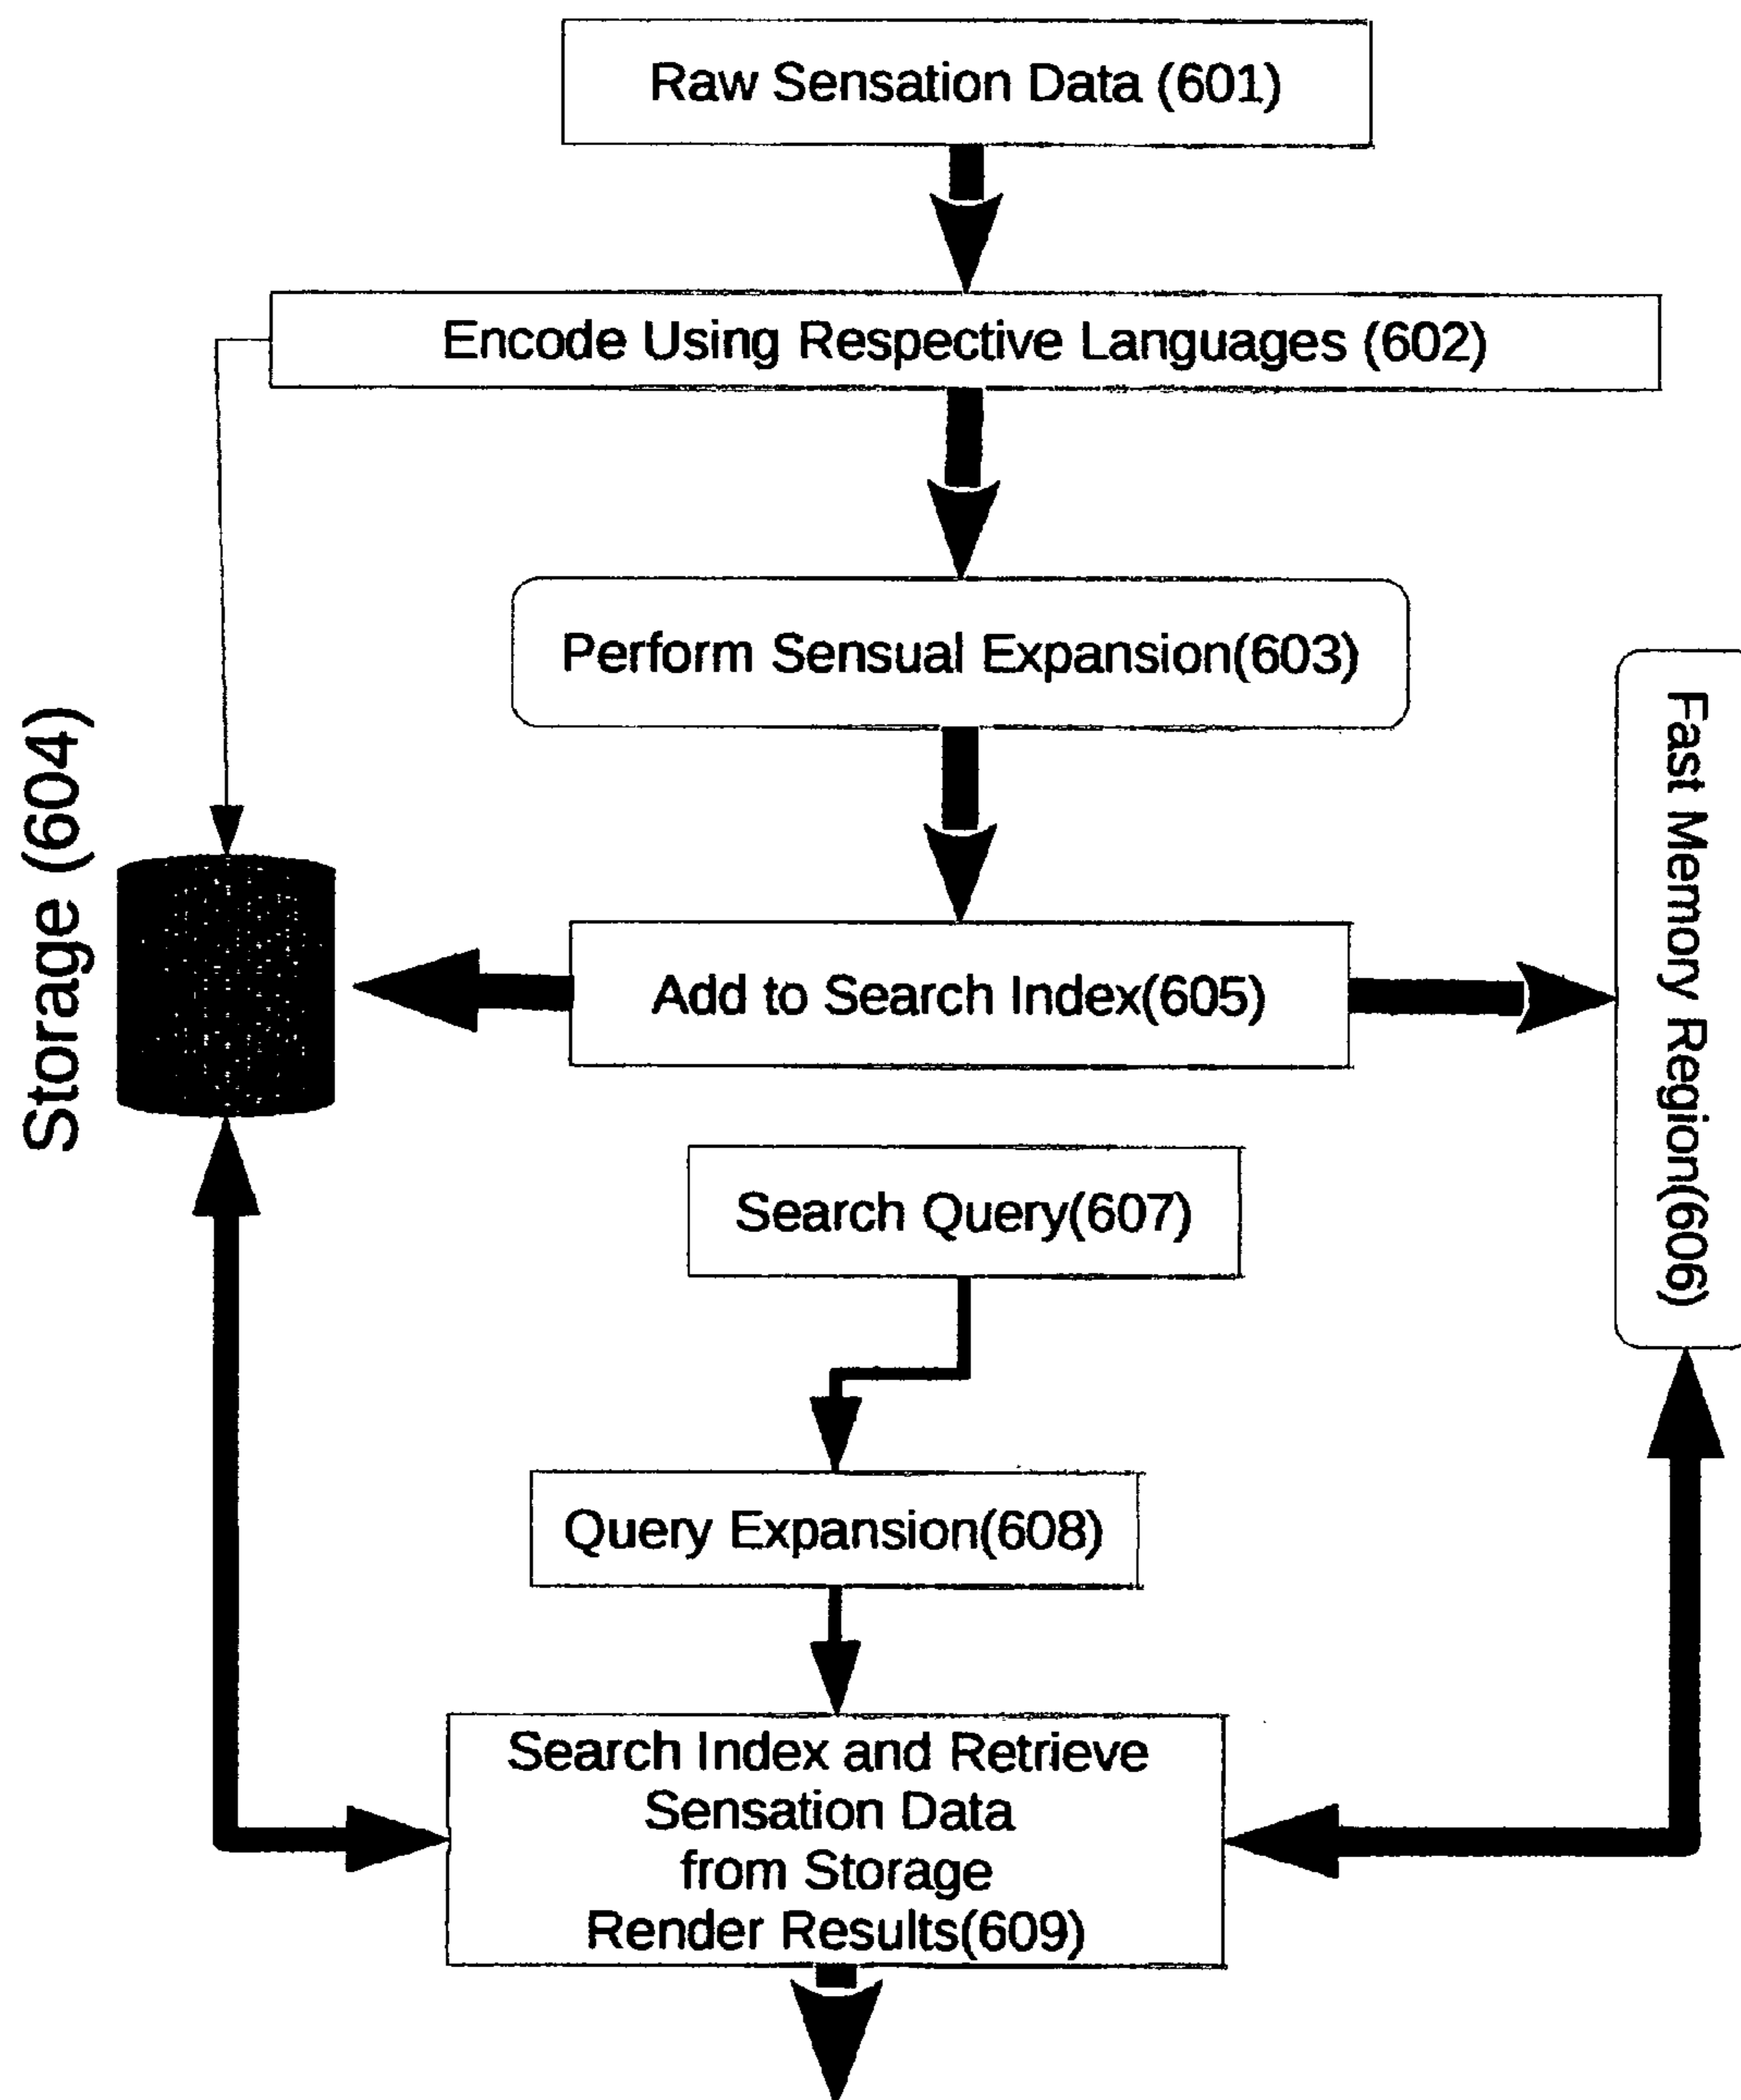 Raw Sensation Data (601)
Encode Using Respective Languages (602)
Perform Sensual Expansion(603)
Storage (604)
Add to Search Index(605)
Fast Memory Region(606)
Search Query(607)
Query Expansion(608)
Search Index and Retrieve
Sensation Data
from Storage
Render Results(609)